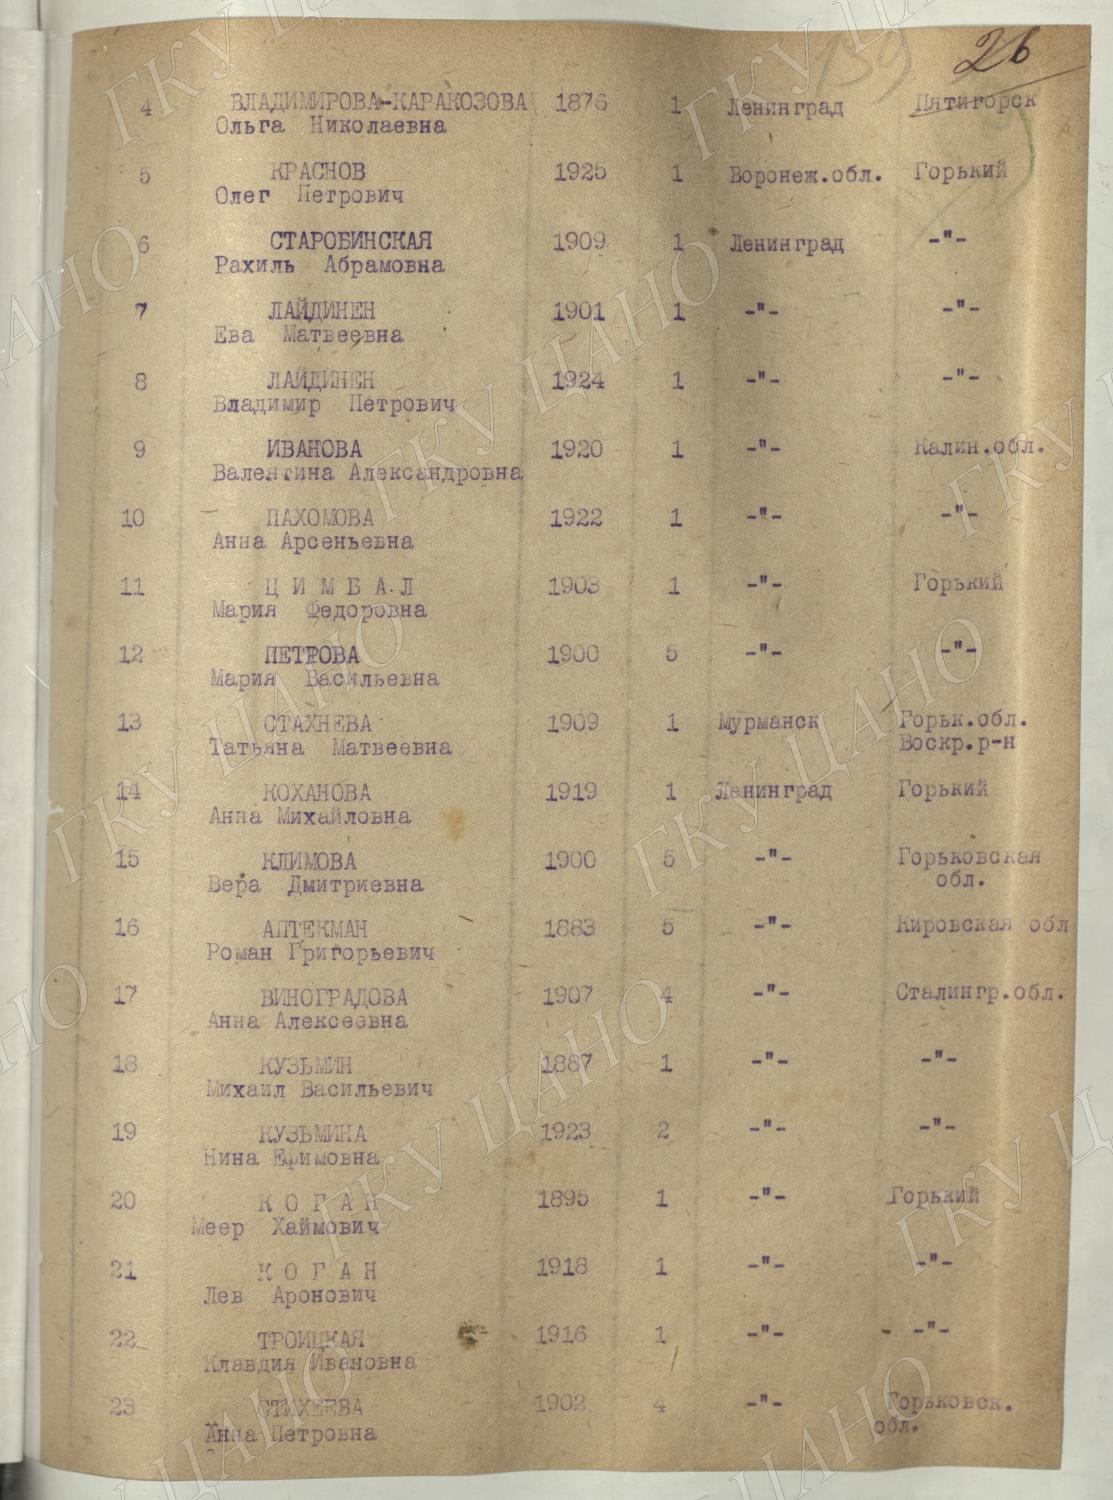 139 26
4 ВЛАДИМИРОВА-КАРАКОЗОВА 1876 1 Ленинград Пятигорск
Ольга Николаевна
5 КРАСНОВ 1925 1 Воронеж.обл. Горький
Олег Петрович
6 СТАРОБИНСКАЯ 1909 1 Ленинград -"-
Рахиль Абрамовна
7 ЛАЙДИНЕН 1901 1 -"- -"-
Ева Матвеевна
8 ЛАЙДИНЕН 1924 1 -"- -"-
Владимир Петрович
9 ИВАНОВА 1920 1 -"- Калин.обл.
Валентина Александровна
10 ПАХОМОВА 1922 1 -"- -"-
Анна Арсеньевна
11 Ц И М Б А Л 1903 1 -"- Горький
Мария Федоровна
12 ПЕТРОВА 1900 5 -"- -"-
Мария Васильевна
13 СТАХНЕВА 1909 1 Мурманск Горьк.обл.
Татьяна Матвеевна Воскр.р-н
14 КОХАНОВА 1919 1 Ленинград Горький
Анна Михайловна
15 КЛИМОВА 1900 5 -"- Горьковская
Вера Дмитриевна обл.
16 АПТЕКМАН 1883 5 -"- Кировская обл
Роман Григорьевич
17 ВИНОГРАДОВА 1907 4 -"- Сталингр.обл.
Анна Алексеевна
18 КУЗЬМИН 1887 1 -"- -"-
Михаил Васильевич
19 КУЗЬМИНА 1923 2 -"- -"-
Нина Ефимовна
20 К О Г А Н 1895 1 -"- Горький
Меер Хаймович
21 К О Г А Н 1918 1 -"- -"-
Лев Аронович
22 ТРОИЦКАЯ 1916 1 -"- -"-
Клавдия Ивановна
23 СТИХЕЕВА 1902 4 -"- Горьковск.
Анна Петровна обл.
ГКУ ЦАНО